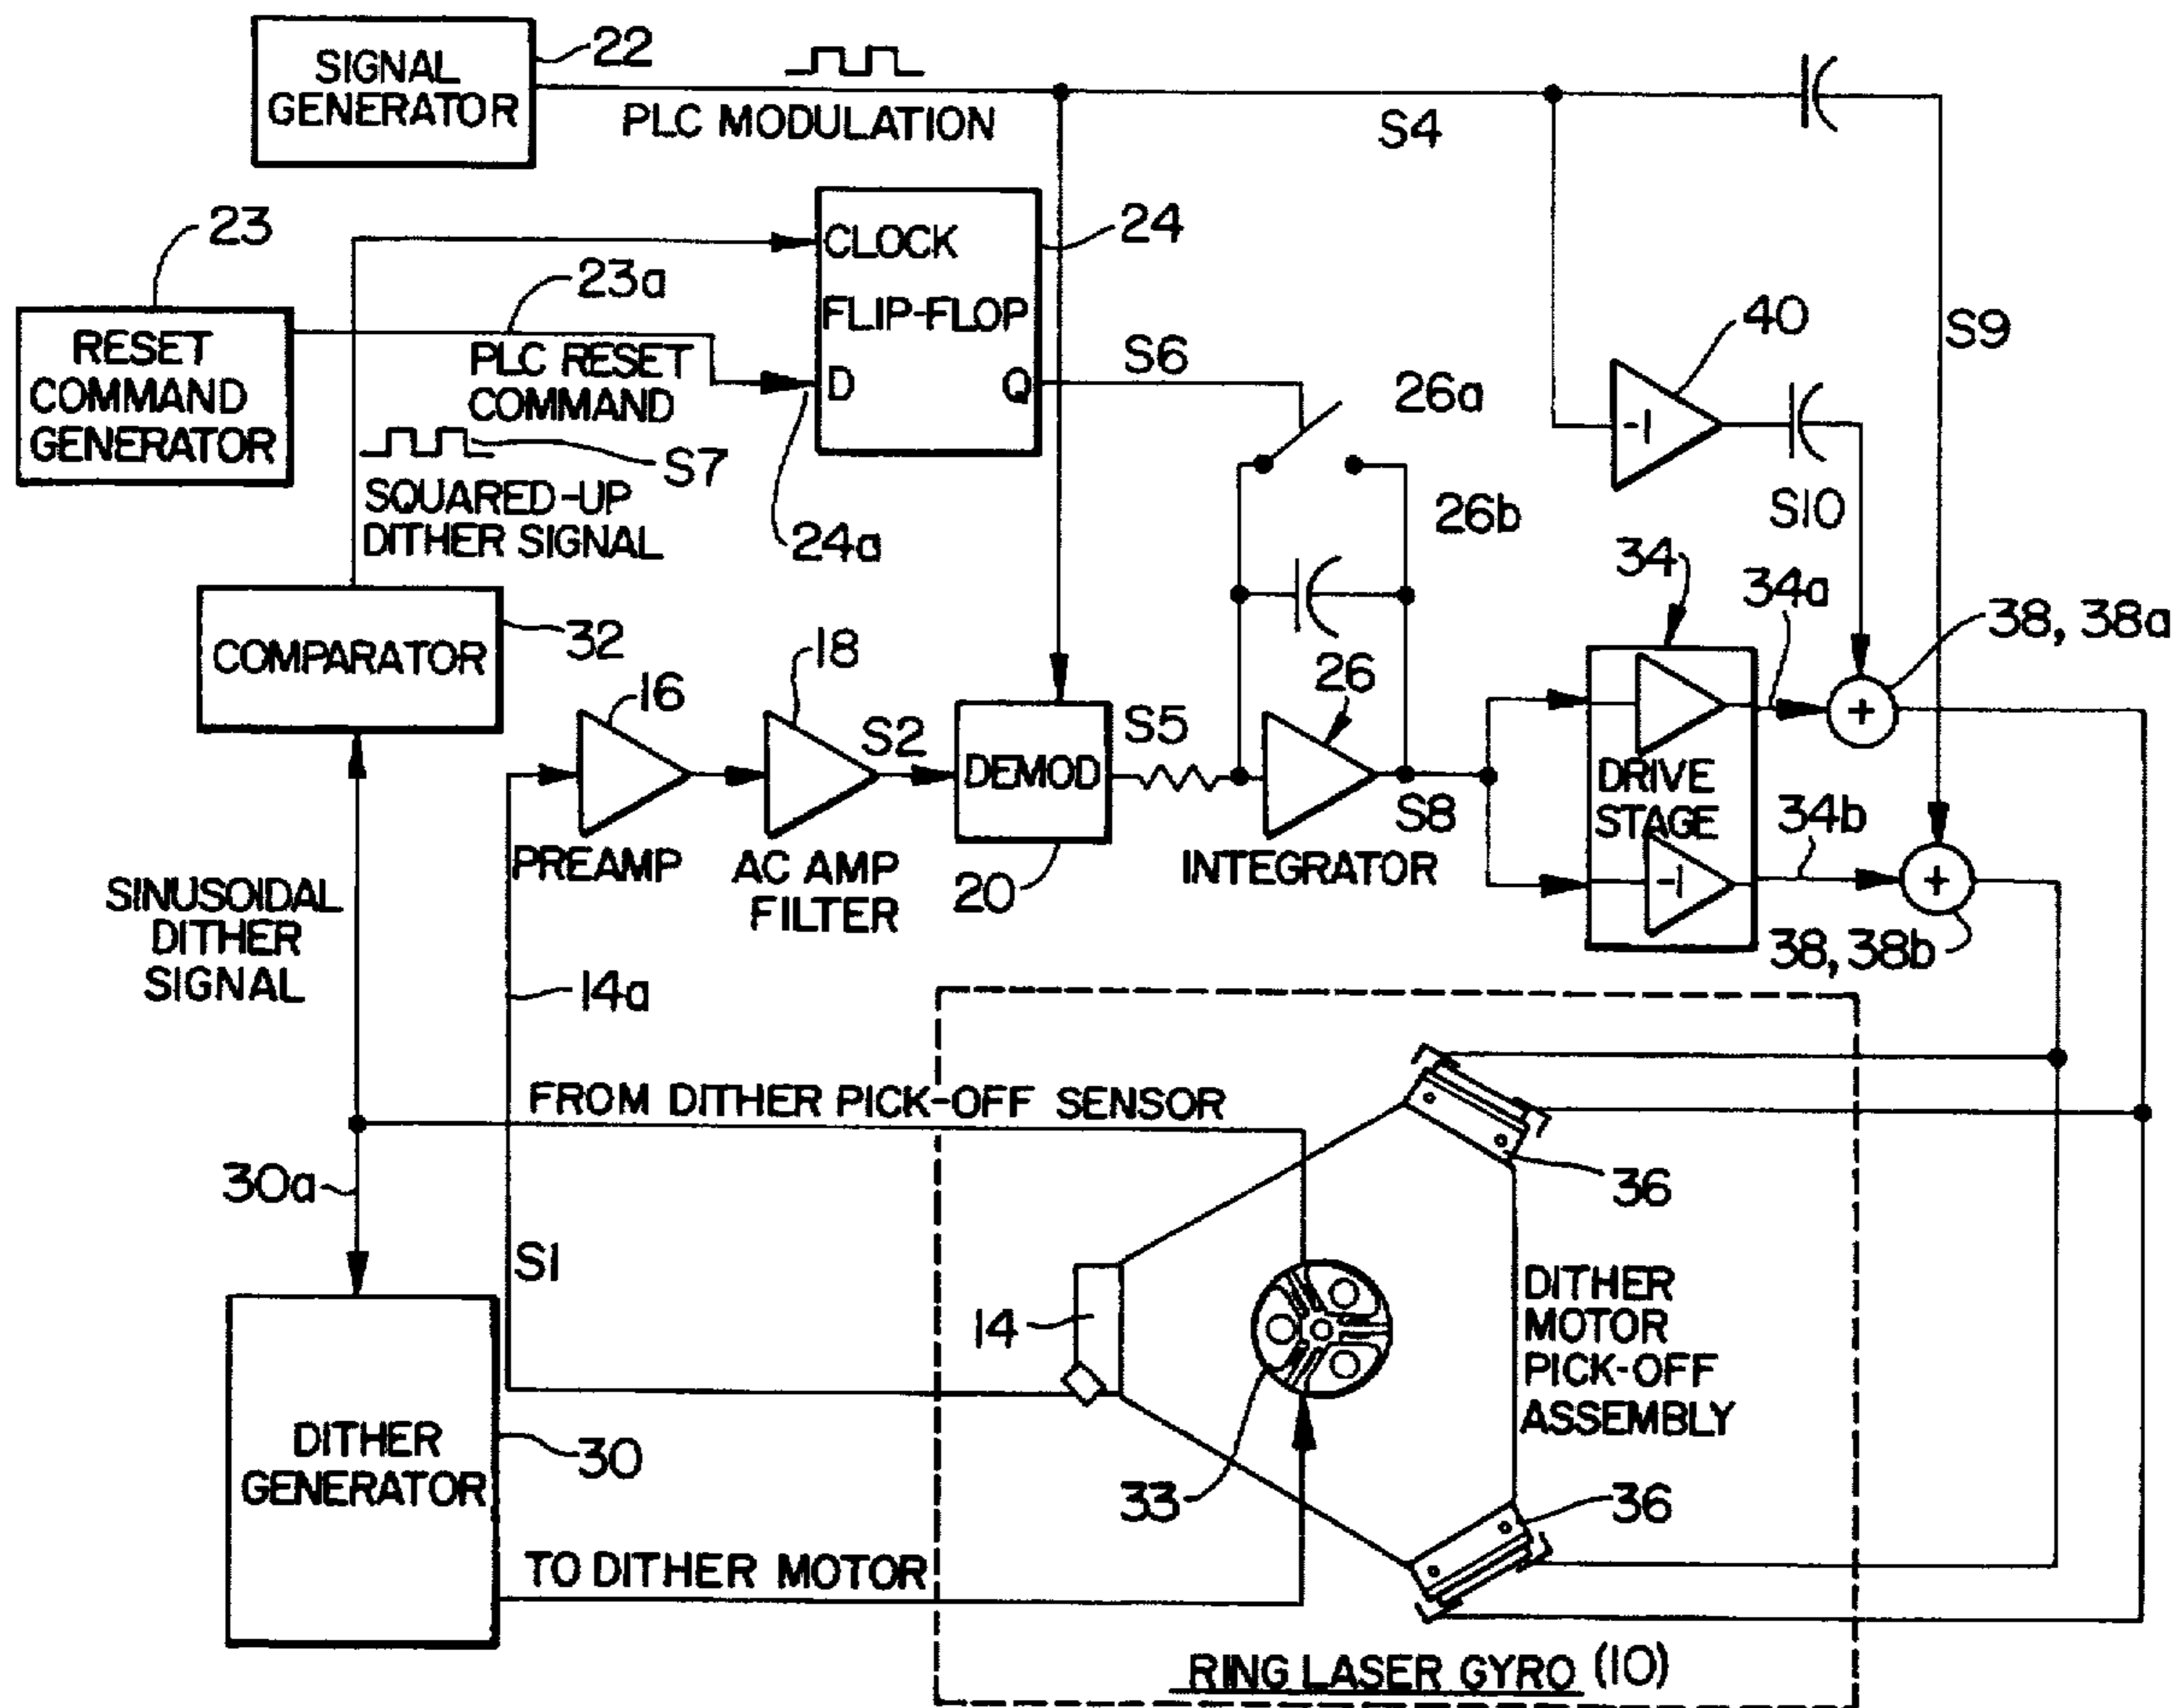 SIGNAL
GENERATOR
22
PLC MODULATION
S4
23
RESET
COMMAND
GENERATOR
23a
PLC RESET
COMMAND
CLOCK
FLIP-FLOP
D
Q
24
24a
S6
S7
SQUARED-UP
DITHER SIGNAL
26a
26b
40
-1
S9
S10
COMPARATOR
32
16
PREAMP
18
AC AMP
FILTER
S2
DEMOD
20
S5
26
INTEGRATOR
S8
34
DRIVE
STAGE
-1
34a
34b
+
38, 38a
+
38, 38b
SINUSOIDAL
DITHER
SIGNAL
14a
FROM DITHER PICK-OFF SENSOR
30a
S1
14
33
36
DITHER
MOTOR
PICK-OFF
ASSEMBLY
36
DITHER
GENERATOR
30
TO DITHER MOTOR
RING LASER GYRO (10)